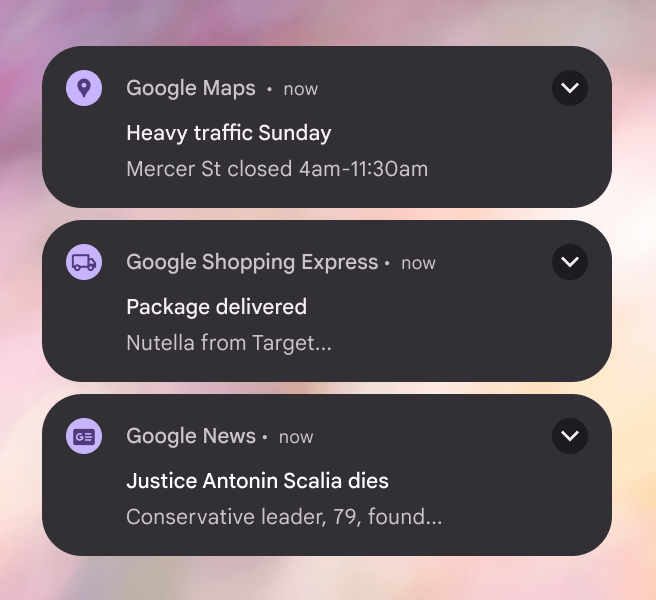 Google Maps • now
Heavy traffic Sunday
Mercer St closed 4am-11:30am
Google Shopping Express • now
Package delivered
Nutella from Target...
GE
Google News • now
Justice Antonin Scalia dies
Conservative leader, 79, found...